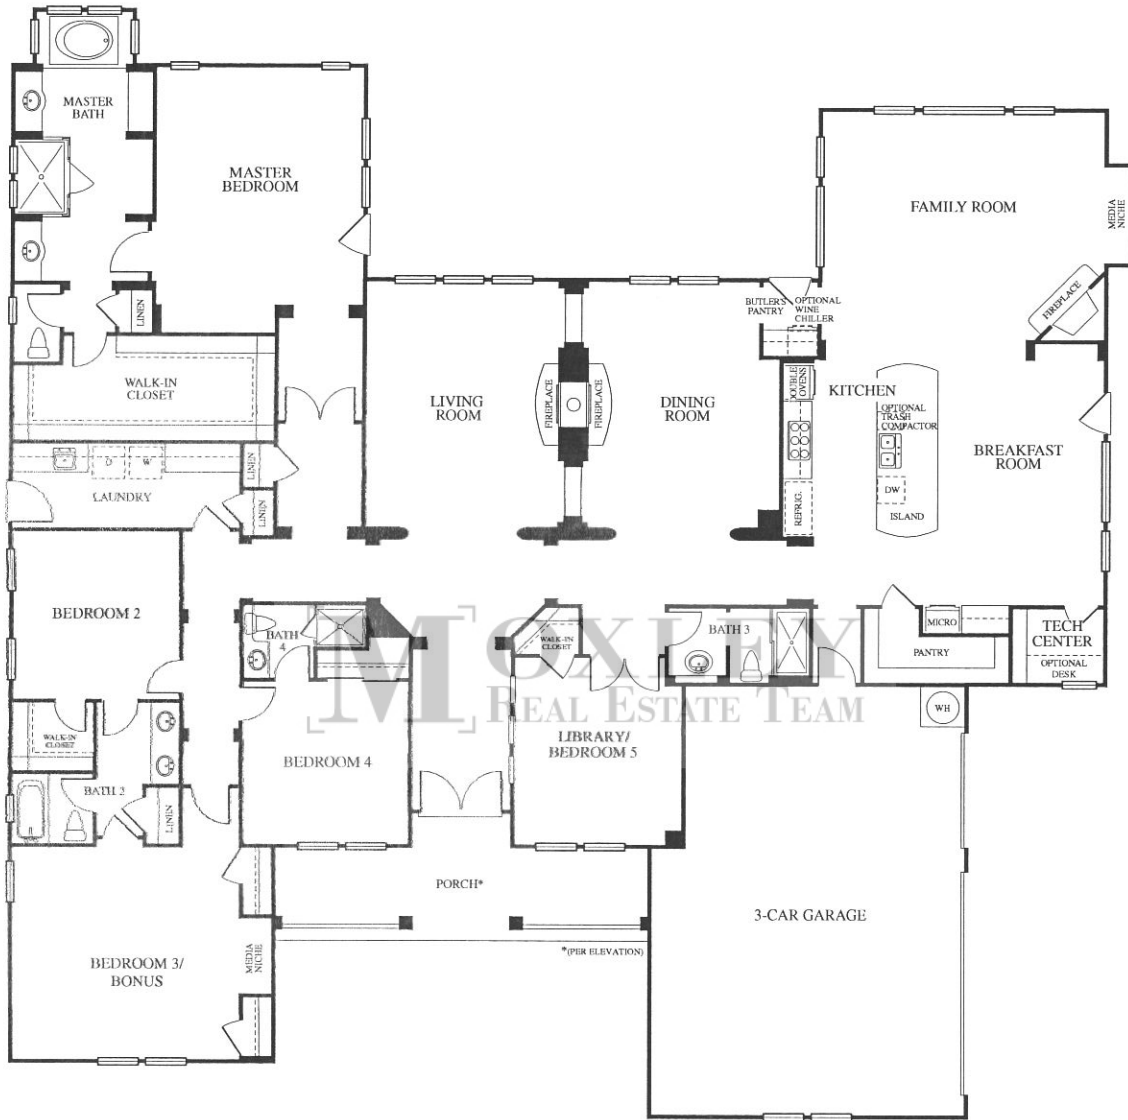 MASTER
BATH
MASTER
BEDROOM
FAMILY ROOM
MEDIA
NICHE
FIREPLACE
LINEN
BUTLER'S
PANTRY
OPTIONAL
WINE
CHILLER
WALK-IN
CLOSET
LIVING
ROOM
FIREPLACE
FIREPLACE
DINING
ROOM
DOUBLE
OVENS
KITCHEN
OPTIONAL
TRASH
COMPACTOR
BREAKFAST
ROOM
LINEN
D
W
LAUNDRY
LINEN
REFRIG.
DW
ISLAND
BEDROOM 2
BATH
4
WALK-IN
CLOSET
BATH 3
MICRO
PANTRY
TECH
CENTER
OPTIONAL
DESK
MOXLEY
REAL ESTATE TEAM
WH
WALK-IN
CLOSET
LIBRARY/
BEDROOM 5
BEDROOM 4
BATH 2
LINEN
PORCH*
3-CAR GARAGE
*(PER ELEVATION)
BEDROOM 3/
BONUS
MEDIA
NICHE